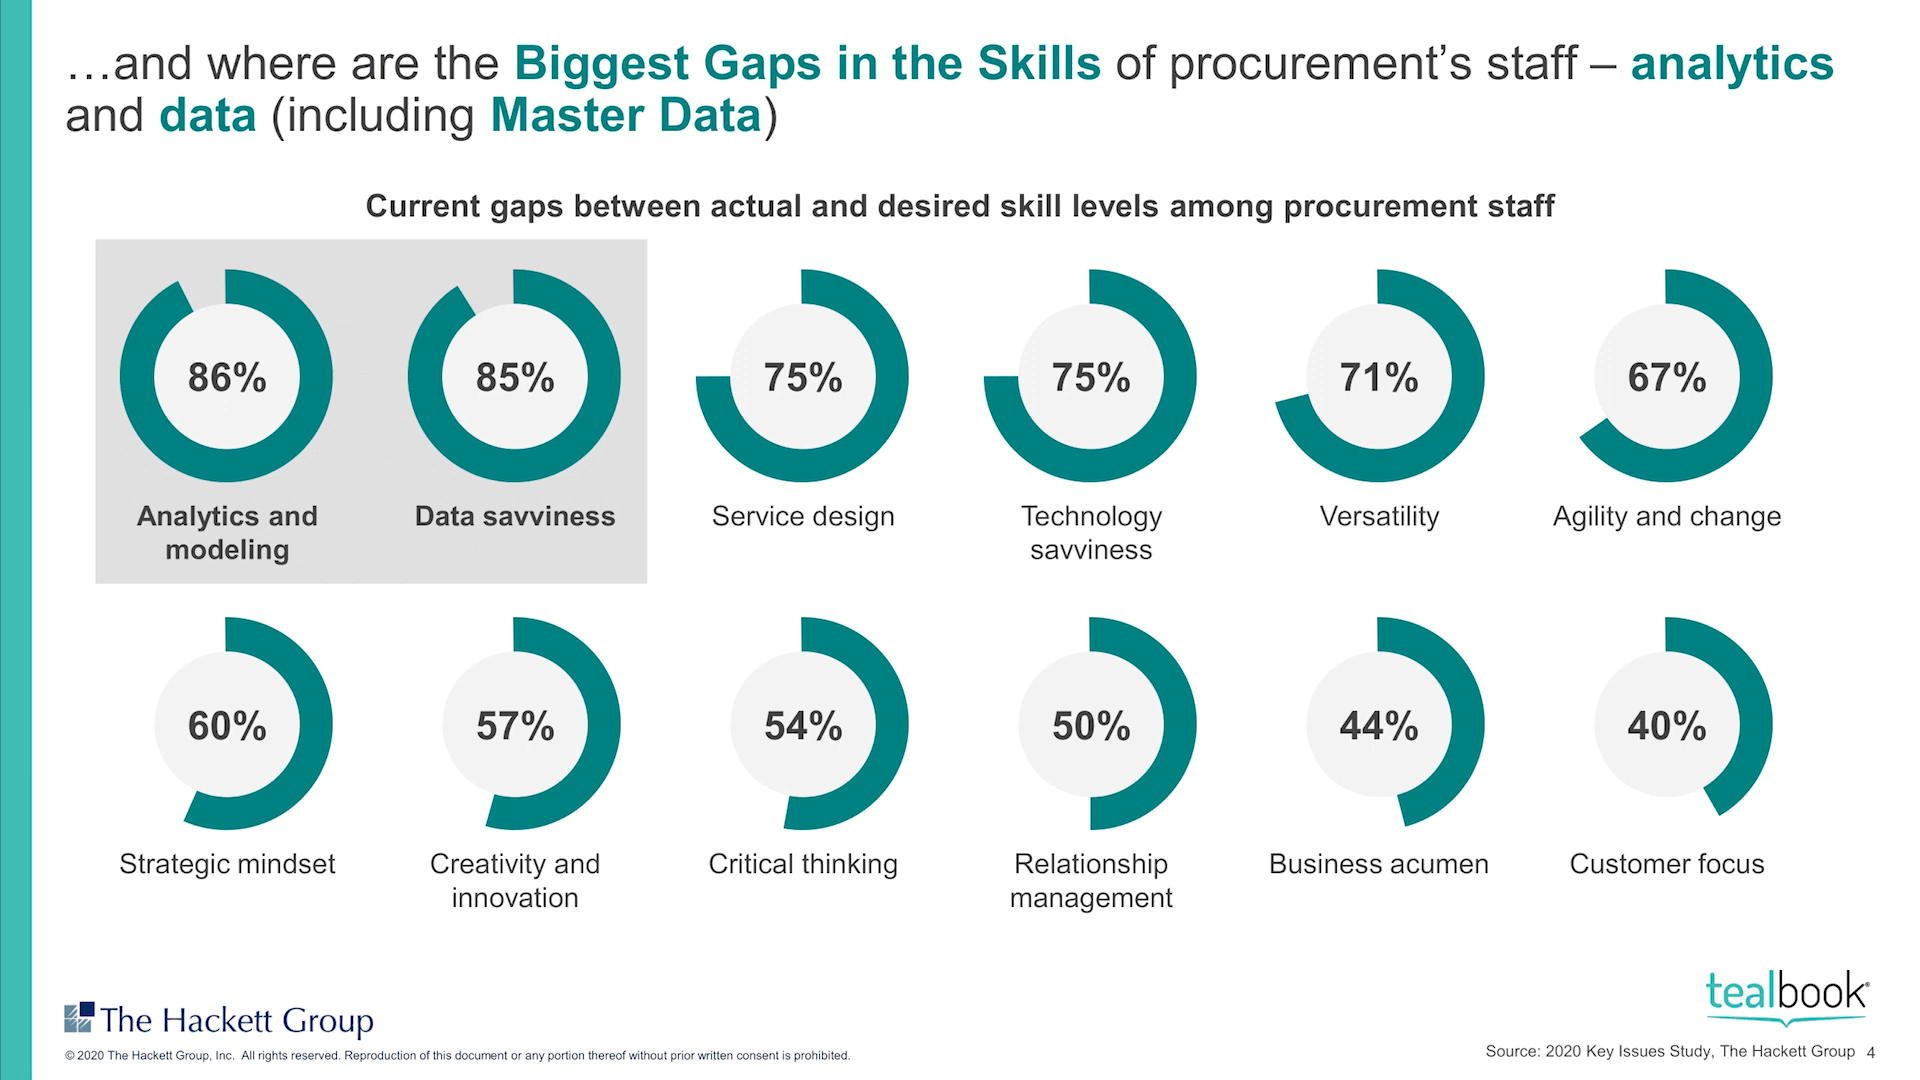 …and where are the Biggest Gaps in the Skills of procurement’s staff – analytics
and data (including Master Data)
Current gaps between actual and desired skill levels among procurement staff
86%
85%
75%
75%
71%
67%
Analytics and
modeling
Data savviness
Service design
Technology
savviness
Versatility
Agility and change
60%
57%
54%
50%
44%
40%
Strategic mindset
Creativity and
innovation
Critical thinking
Relationship
management
Business acumen
Customer focus
The Hackett Group
tealbook
© 2020 The Hackett Group, Inc. All rights reserved. Reproduction of this document or any portion thereof without prior written consent is prohibited.
Source: 2020 Key Issues Study, The Hackett Group 4